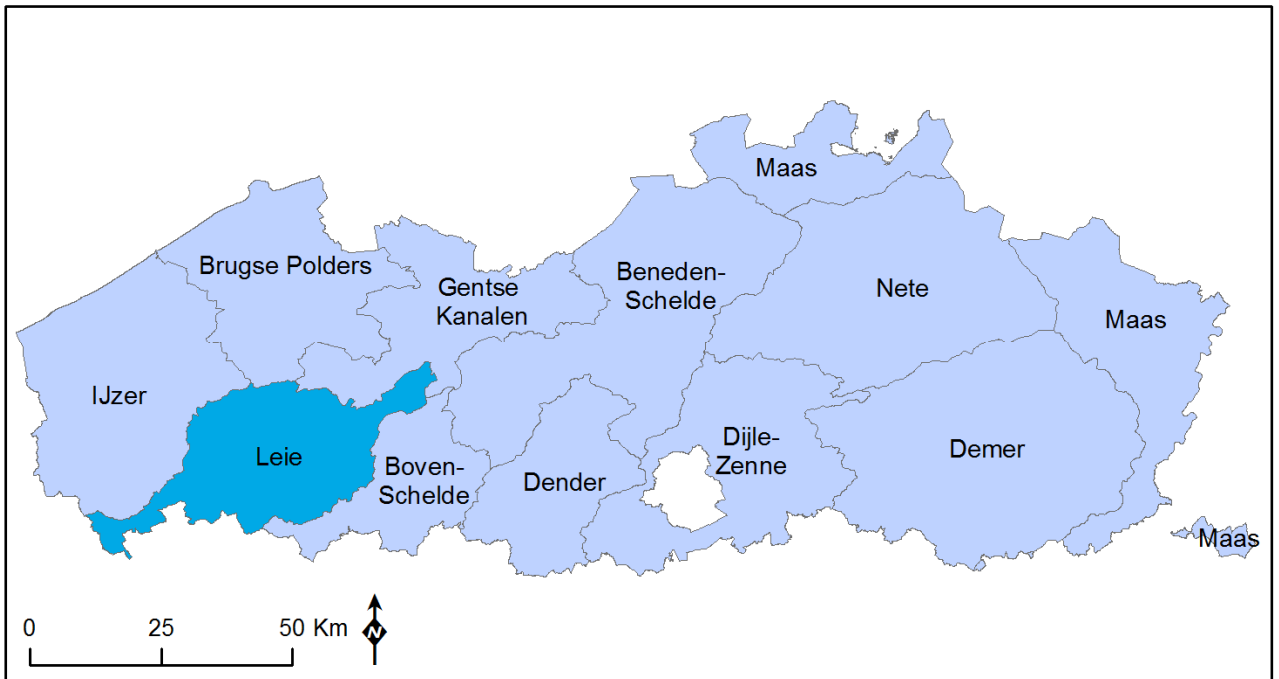 Maas
Brugse Polders
Beneden-
Schelde
Gentse
Kanalen
Nete
Maas
IJzer
Leie
Boven-
Schelde
Dender
Dijle-
Zenne
Demer
Maas
0 25 50 Km
N